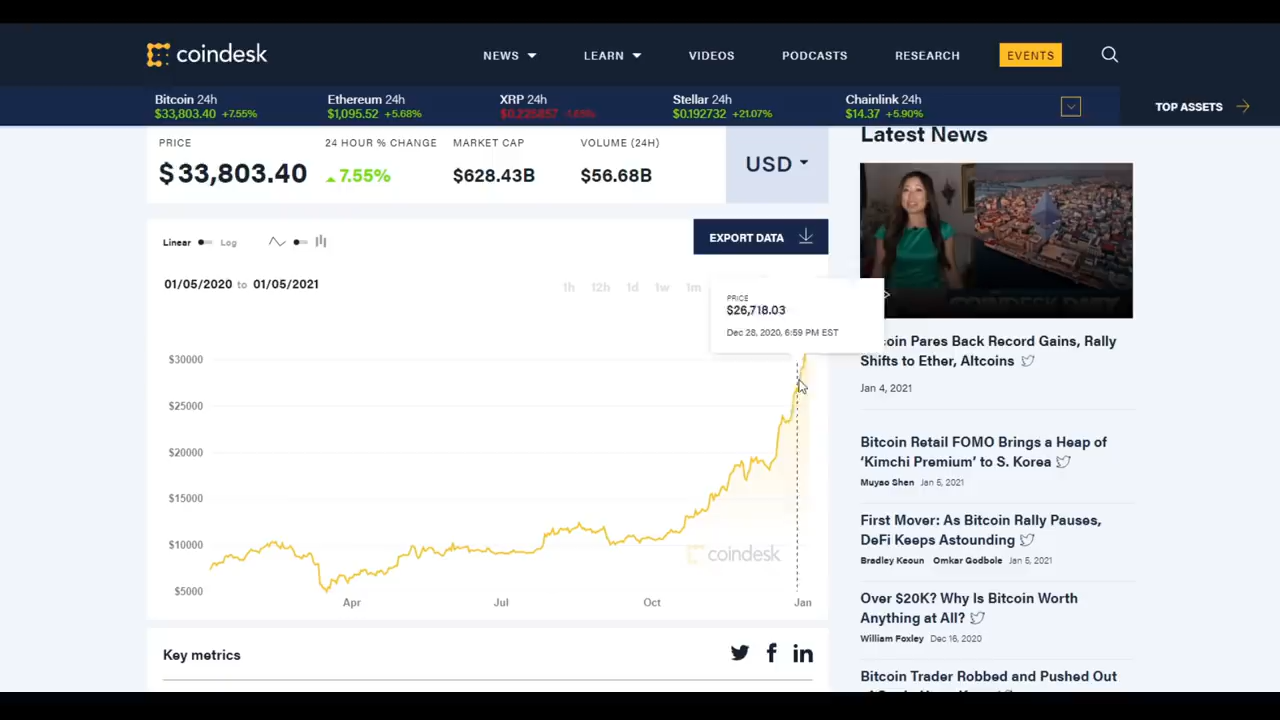 coindesk
NEWS LEARN VIDEOS PODCASTS RESEARCH EVENTS
Bitcoin 24h Ethereum 24h XRP 24h Stellar 24h Chainlink 24h
$33,803.40 +7.55% $1,095.52 +5.68% $0.225857 $0.192732 +21.07% $14.37 +5.90%
TOP ASSETS
PRICE 24 HOUR % CHANGE MARKET CAP VOLUME (24H)
$33,803.40 7.55% $628.43B $56.68B
USD
Linear Log
EXPORT DATA
01/05/2020 to 01/05/2021
1h 12h 1d 1w 1m
PRICE
$26,718.03
Dec 28, 2020, 6:59 PM EST
$30000
$25000
$20000
$15000
$10000
$5000
coindesk
Apr Jul Oct Jan
Key metrics
Latest News
COINDESK DAILY
coin Pares Back Record Gains, Rally
Shifts to Ether, Altcoins
Jan 4, 2021
Bitcoin Retail FOMO Brings a Heap of
‘Kimchi Premium’ to S. Korea
Muyao Shen Jan 5, 2021
First Mover: As Bitcoin Rally Pauses,
DeFi Keeps Astounding
Bradley Keoun Omkar Godbole Jan 5, 2021
Over $20K? Why Is Bitcoin Worth
Anything at All?
William Foxley Dec 16, 2020
Bitcoin Trader Robbed and Pushed Out